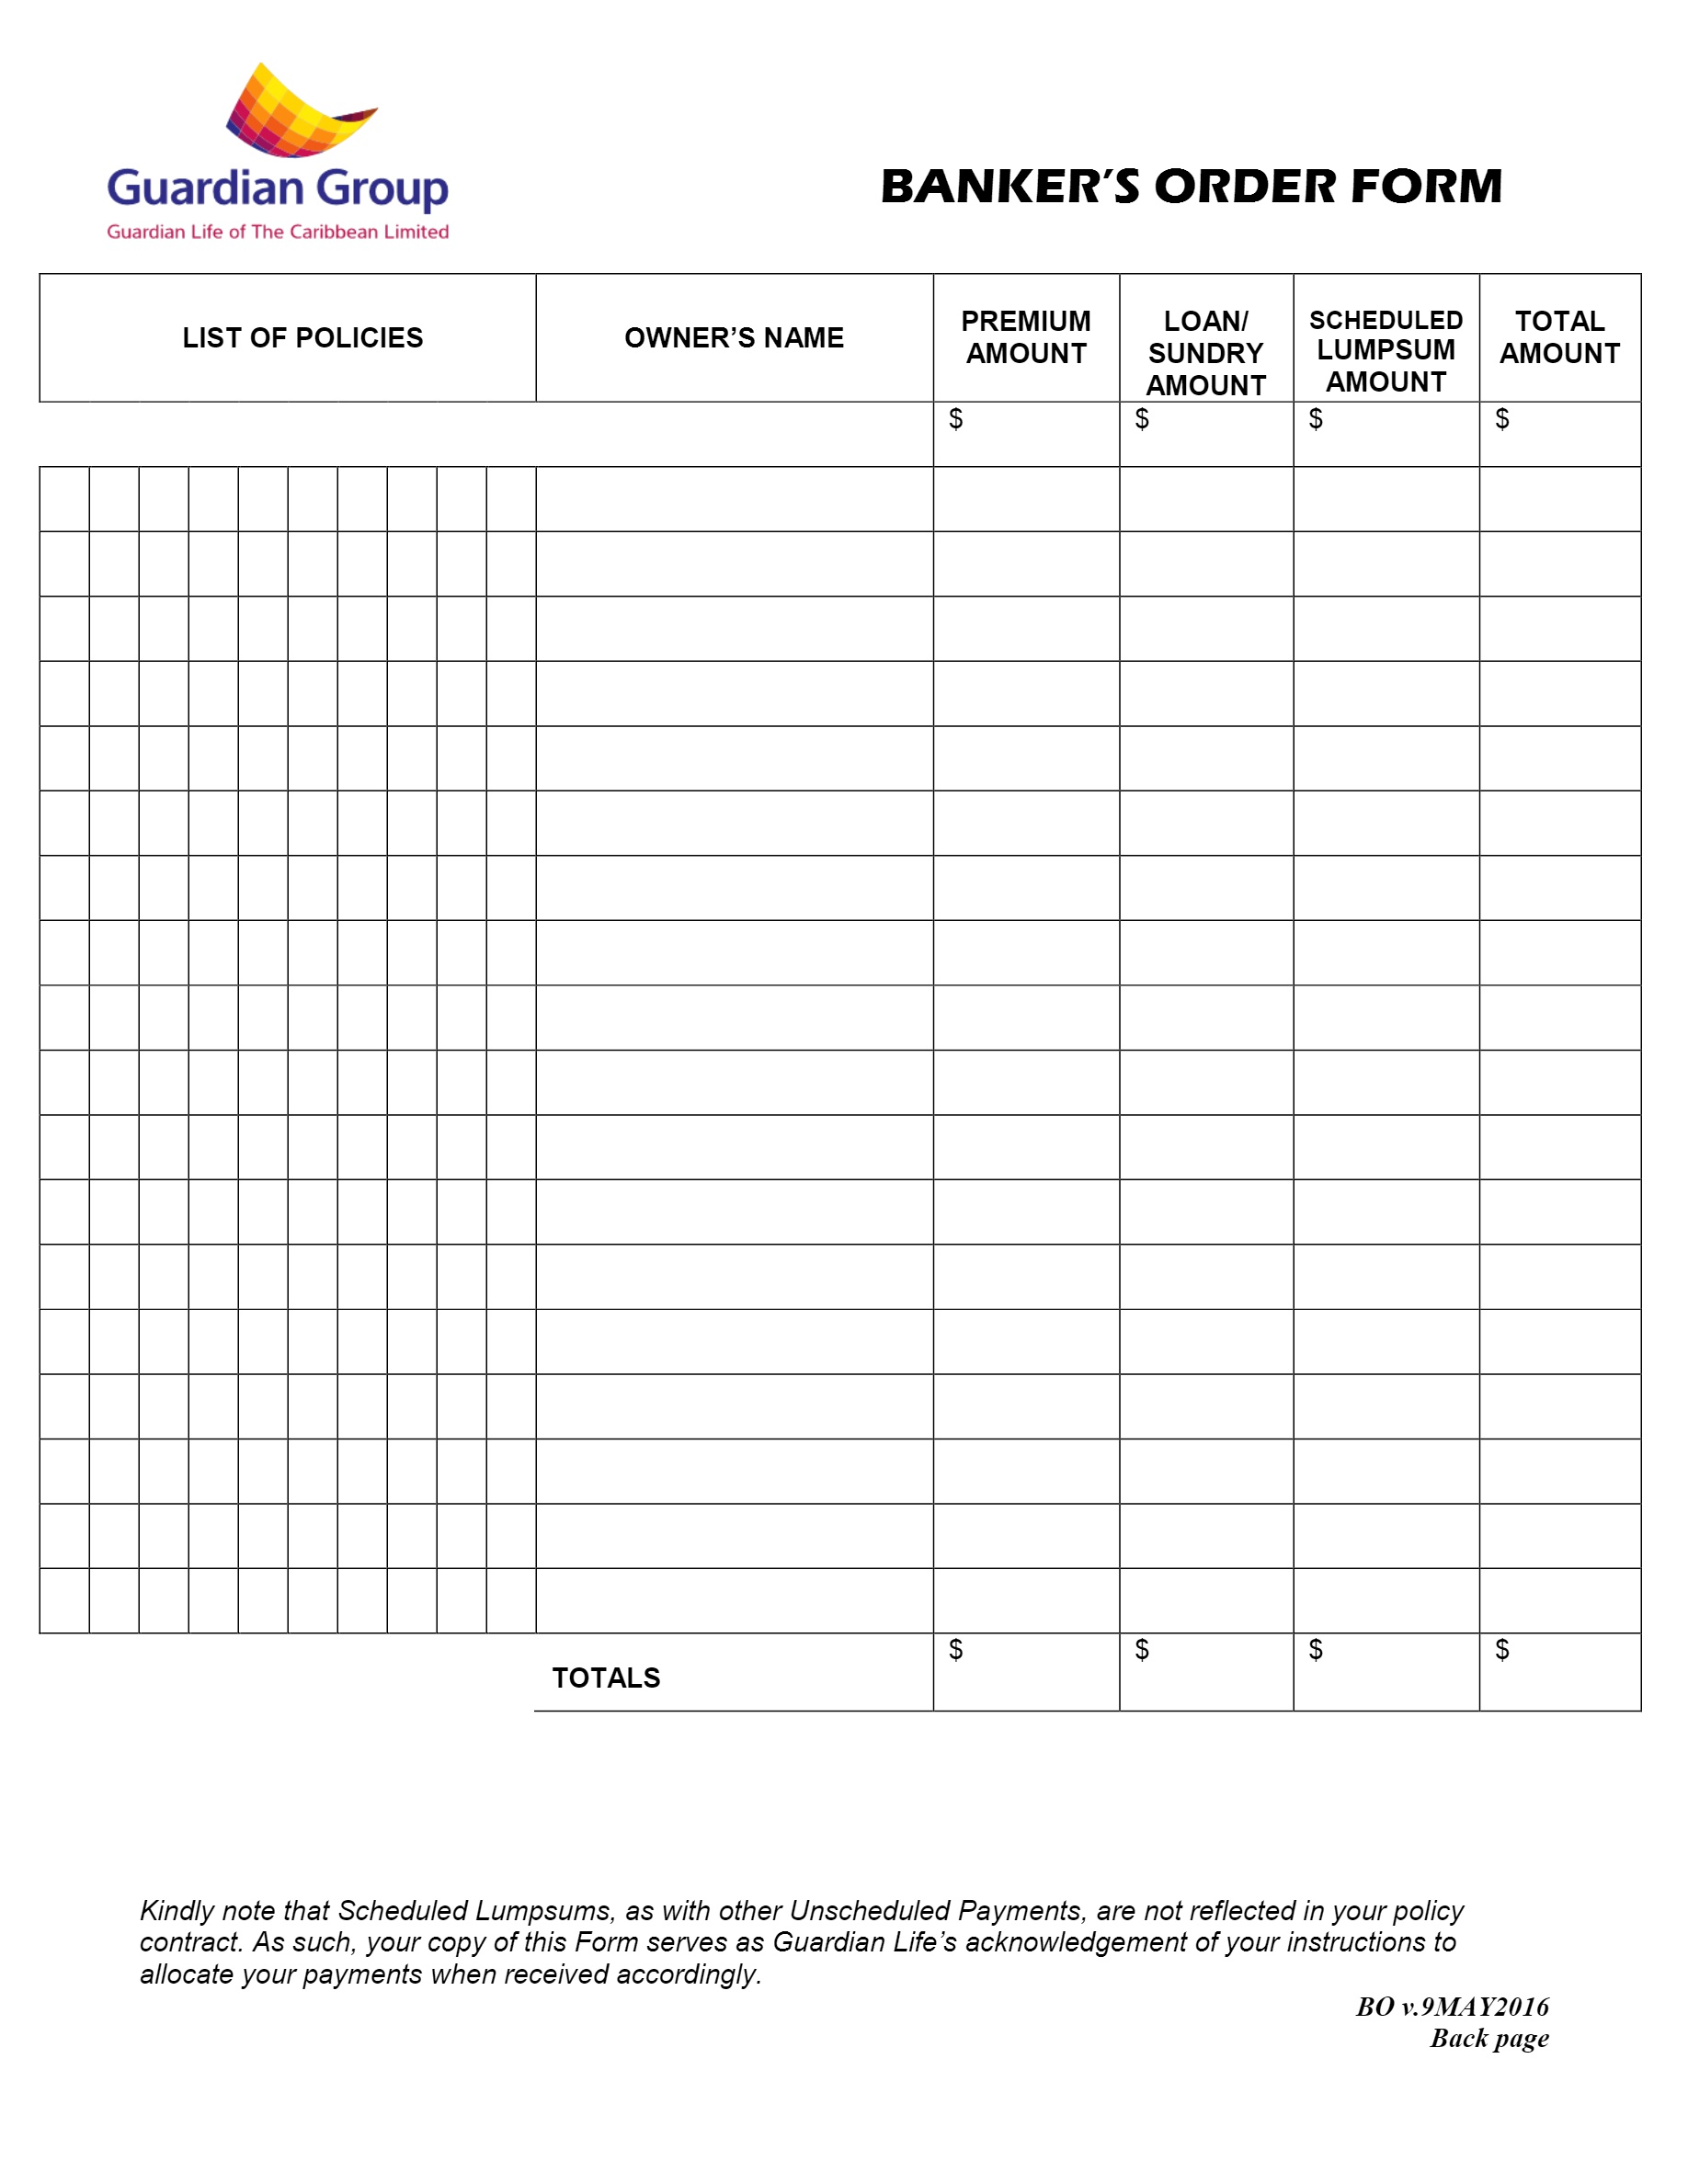 Guardian Group
Guardian Life of The Caribbean Limited
BANKER’S ORDER FORM
LIST OF POLICIES
OWNER’S NAME
PREMIUM
AMOUNT
LOAN/
SUNDRY
AMOUNT
SCHEDULED
LUMPSUM
AMOUNT
TOTAL
AMOUNT
$ $ $ $
TOTALS
$ $ $ $
Kindly note that Scheduled Lumpsums, as with other Unscheduled Payments, are not reflected in your policy
contract. As such, your copy of this Form serves as Guardian Life’s acknowledgement of your instructions to
allocate your payments when received accordingly.
BO v.9MAY2016
Back page